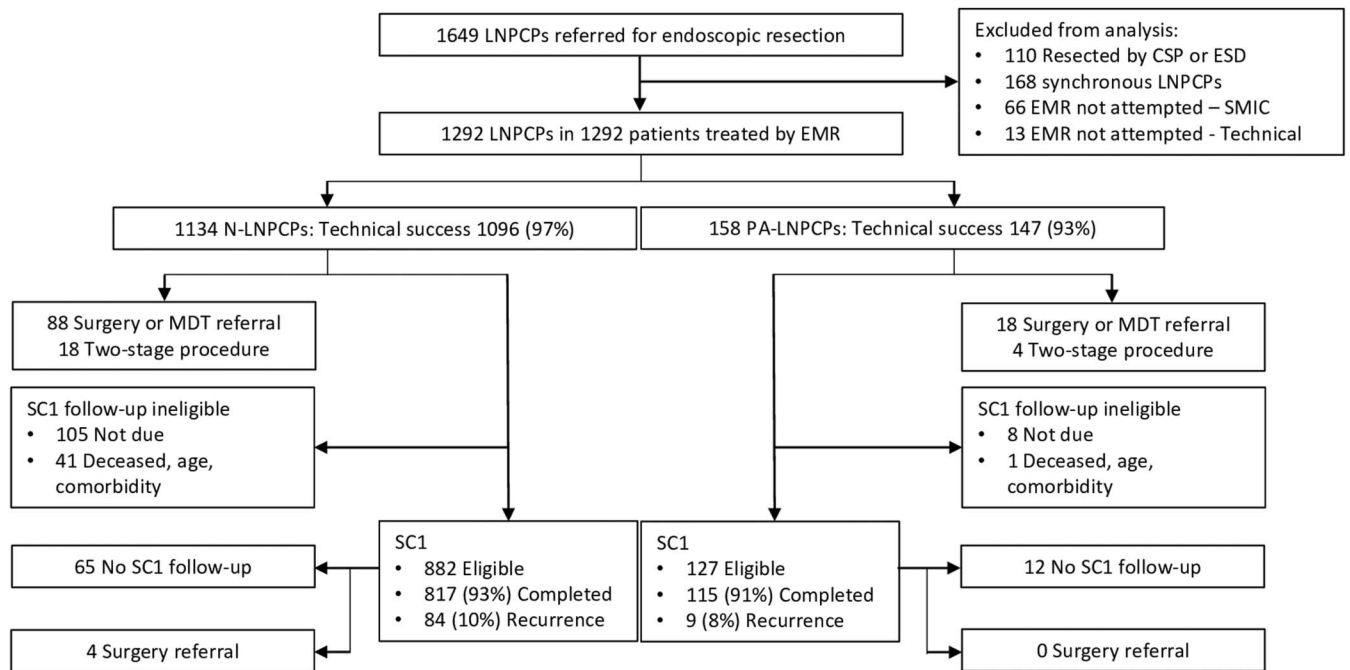 1649 LNPCPs referred for endoscopic resection
Excluded from analysis:
• 110 Resected by CSP or ESD
• 168 synchronous LNPCPs
• 66 EMR not attempted – SMIC
• 13 EMR not attempted - Technical
1292 LNPCPs in 1292 patients treated by EMR
1134 N-LNPCPs: Technical success 1096 (97%)
158 PA-LNPCPs: Technical success 147 (93%)
88 Surgery or MDT referral
18 Two-stage procedure
18 Surgery or MDT referral
4 Two-stage procedure
SC1 follow-up ineligible
• 105 Not due
• 41 Deceased, age,
comorbidity
SC1 follow-up ineligible
• 8 Not due
• 1 Deceased, age,
comorbidity
SC1
• 882 Eligible
• 817 (93%) Completed
• 84 (10%) Recurrence
SC1
• 127 Eligible
• 115 (91%) Completed
• 9 (8%) Recurrence
65 No SC1 follow-up
12 No SC1 follow-up
4 Surgery referral
0 Surgery referral